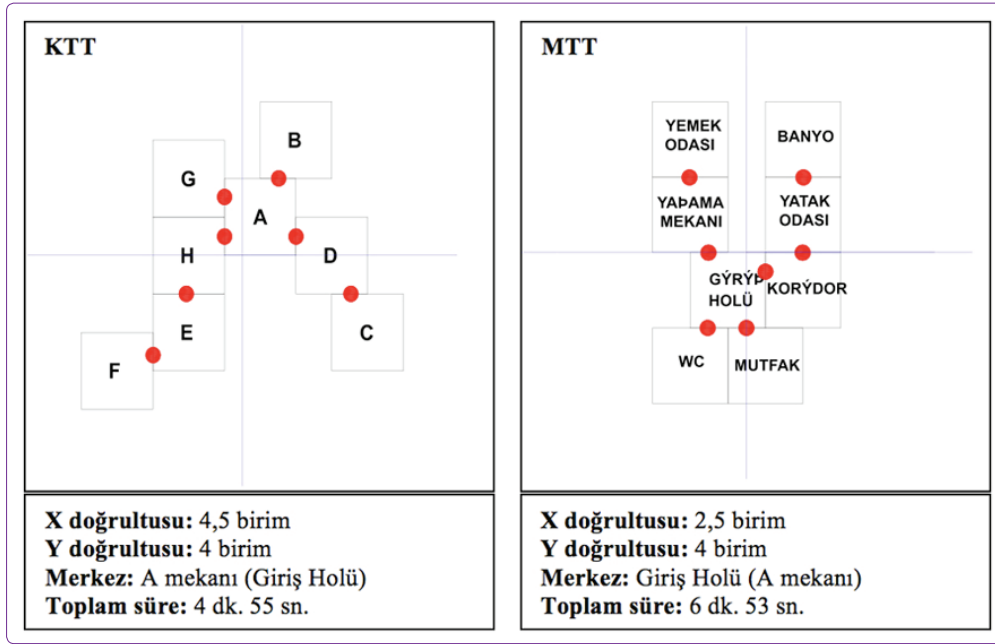 KTT
B
G
A
H
D
E
C
F
X doğrultusu: 4,5 birim
Y doğrultusu: 4 birim
Merkez: A mekanı (Giriş Holü)
Toplam süre: 4 dk. 55 sn.
MTT
YEMEK
ODASI
BANYO
YAÞAMA
MEKANI
YATAK
ODASI
GÝRÝÞ
HOLÜ
KORÝDOR
WC
MUTFAK
X doğrultusu: 2,5 birim
Y doğrultusu: 4 birim
Merkez: Giriş Holü (A mekanı)
Toplam süre: 6 dk. 53 sn.